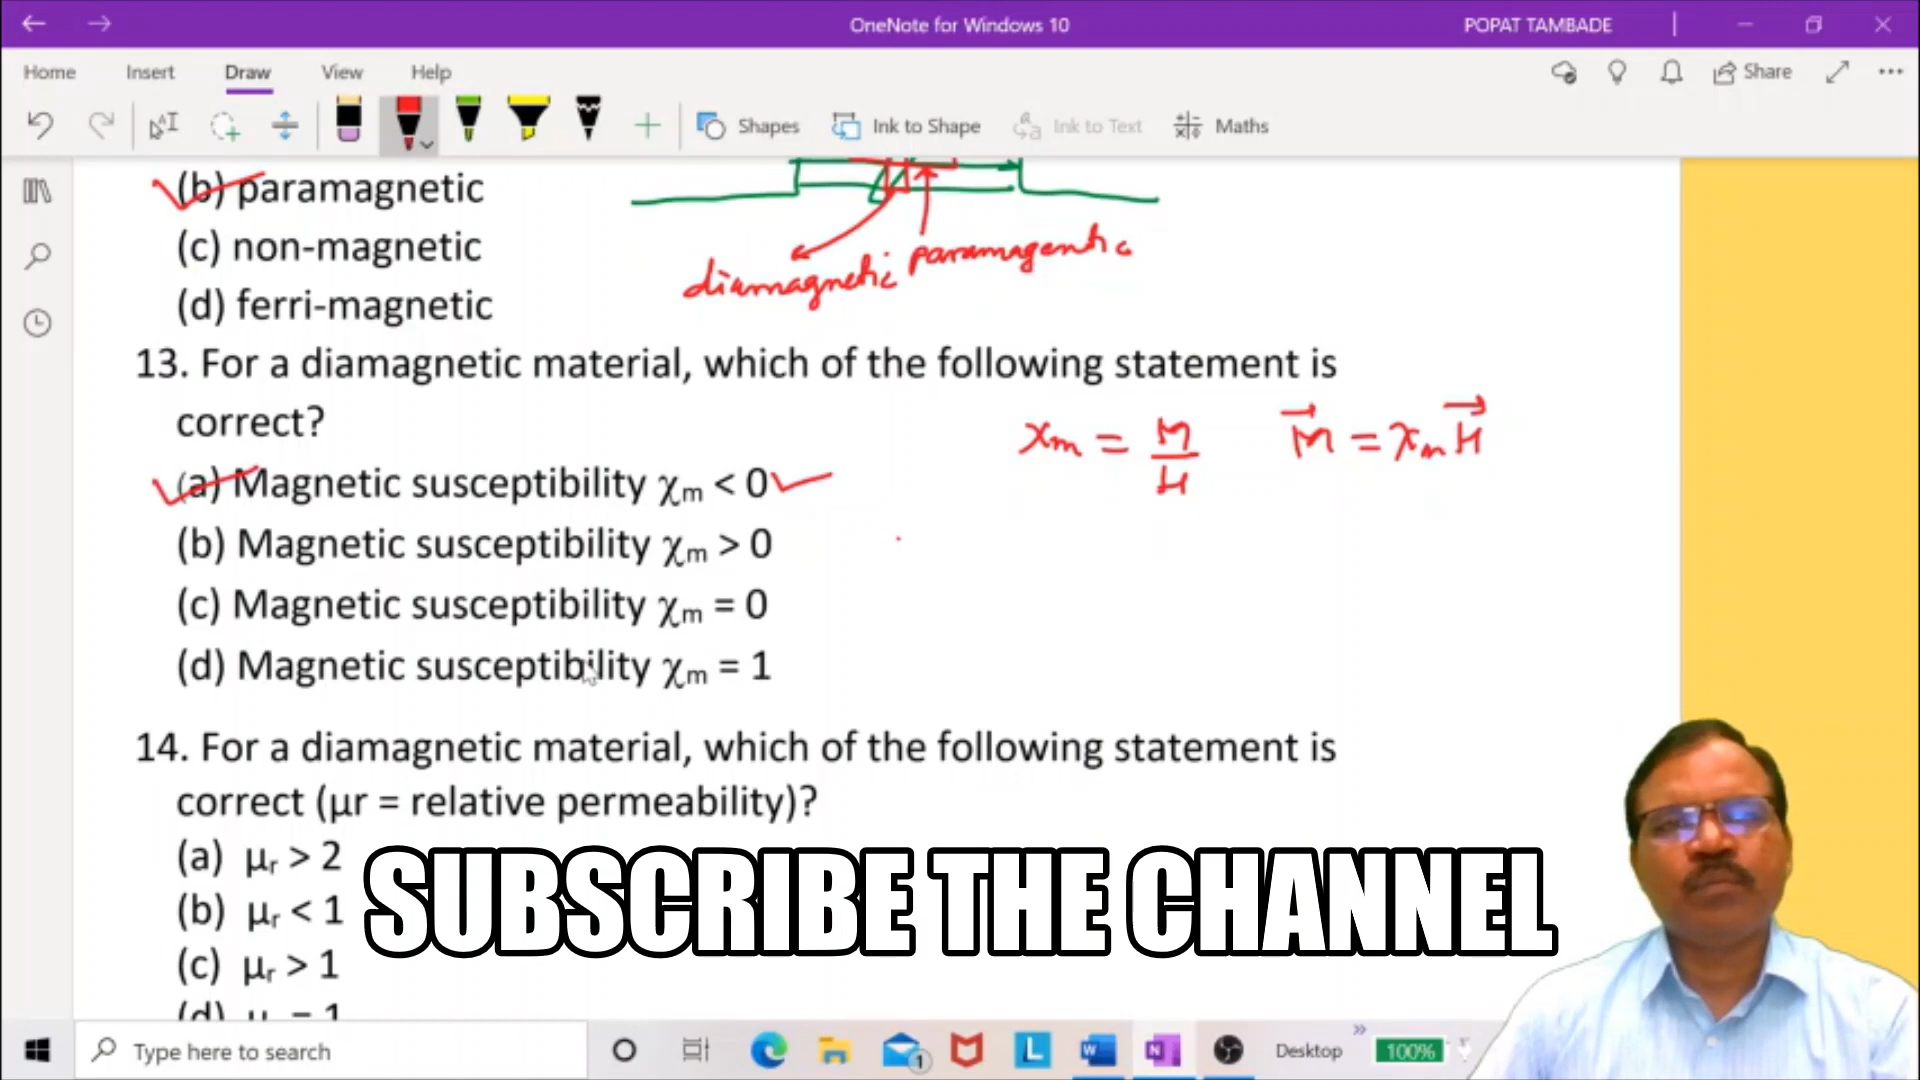 OneNote for Windows 10
POPAT TAMBADE
Home Insert Draw View Help
Share
Shapes Ink to Shape Ink to Text Maths
(b) paramagnetic
(c) non-magnetic
(d) ferri-magnetic
diamagnetic paramagentic
13. For a diamagnetic material, which of the following statement is
correct?
χm = M/H M = χmH
(a) Magnetic susceptibility χm < 0
(b) Magnetic susceptibility χm > 0
(c) Magnetic susceptibility χm = 0
(d) Magnetic susceptibility χm = 1
14. For a diamagnetic material, which of the following statement is
correct (μr = relative permeability)?
(a) μr > 2
(b) μr < 1
(c) μr > 1
(d) μ = 1
SUBSCRIBE THE CHANNEL
Type here to search
1
L
W
N
Desktop
100%